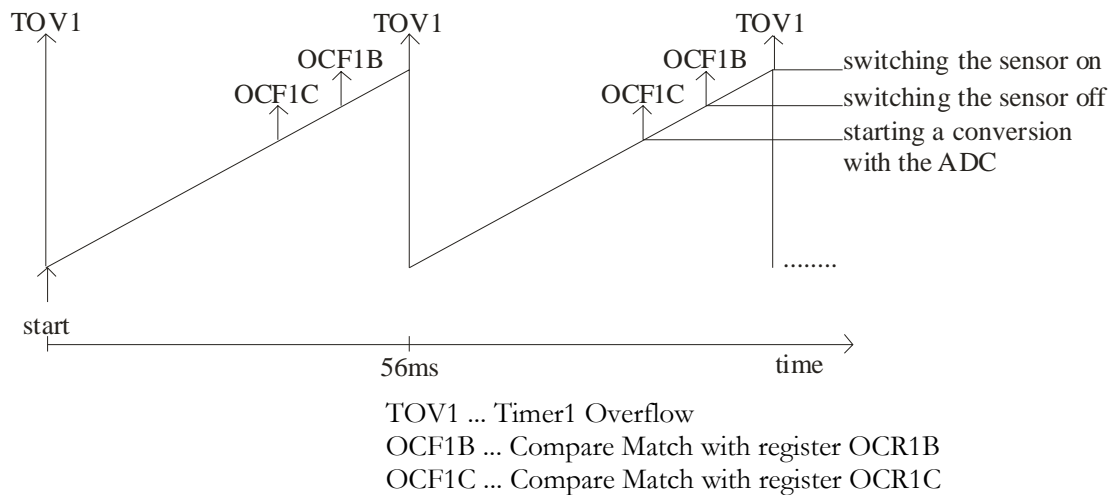 TOV1
TOV1
TOV1
OCF1B
OCF1B
OCF1C
OCF1C
switching the sensor on
switching the sensor off
starting a conversion
with the ADC
........
start
56ms
time
TOV1 ... Timer1 Overflow
OCF1B ... Compare Match with register OCR1B
OCF1C ... Compare Match with register OCR1C